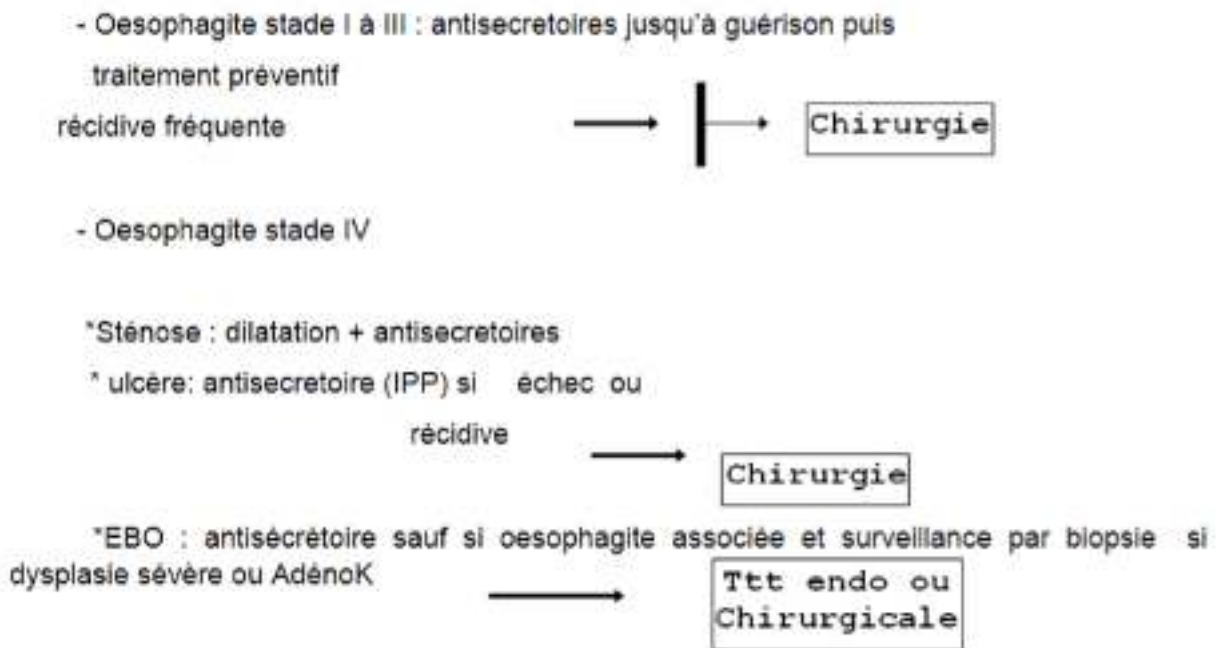 - Oesophagite stade I à III : antisecretoires jusqu'à guérison puis
traitement préventif
récidive fréquente
Chirurgie
- Oesophagite stade IV
*Sténose : dilatation + antisecretoires
* ulcère: antisecretoire (IPP) si échec ou
récidive
Chirurgie
*EBO : antisécrétoire sauf si oesophagite associée et surveillance par biopsie si
dysplasie sévère ou AdénoK
Ttt endo ou
Chirurgicale